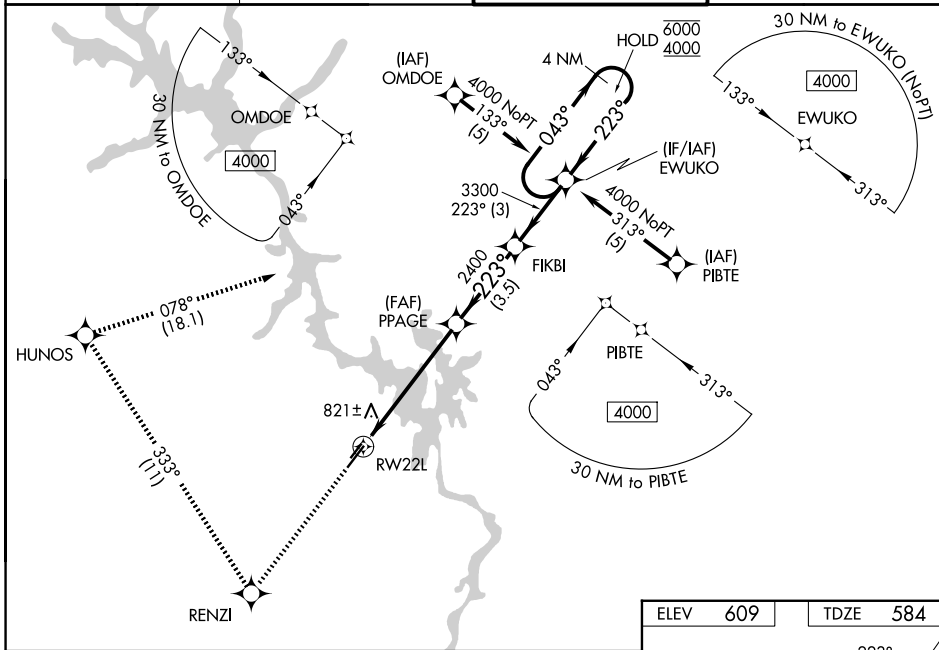 133°
OMDOE
4000
043°
30 NM to OMDOE
(IAF)
OMDOE
4000 NoPT
133°
(5)
4 NM
HOLD
6000
4000
043°
223°
(IF/IAF)
EWUKO
30 NM to EWUKO (NoPT)
4000
133°
EWUKO
313°
3300
223° (3)
4000 NoPT
313°
(5)
(IAF)
PIBTE
FIKBI
2400
223°
(3.5)
(FAF)
PPAGE
078°
(18.1)
HUNOS
043°
PIBTE
313°
4000
30 NM to PIBTE
821±
RW22L
333°
(11)
RENZI
ELEV 609
TDZE 584